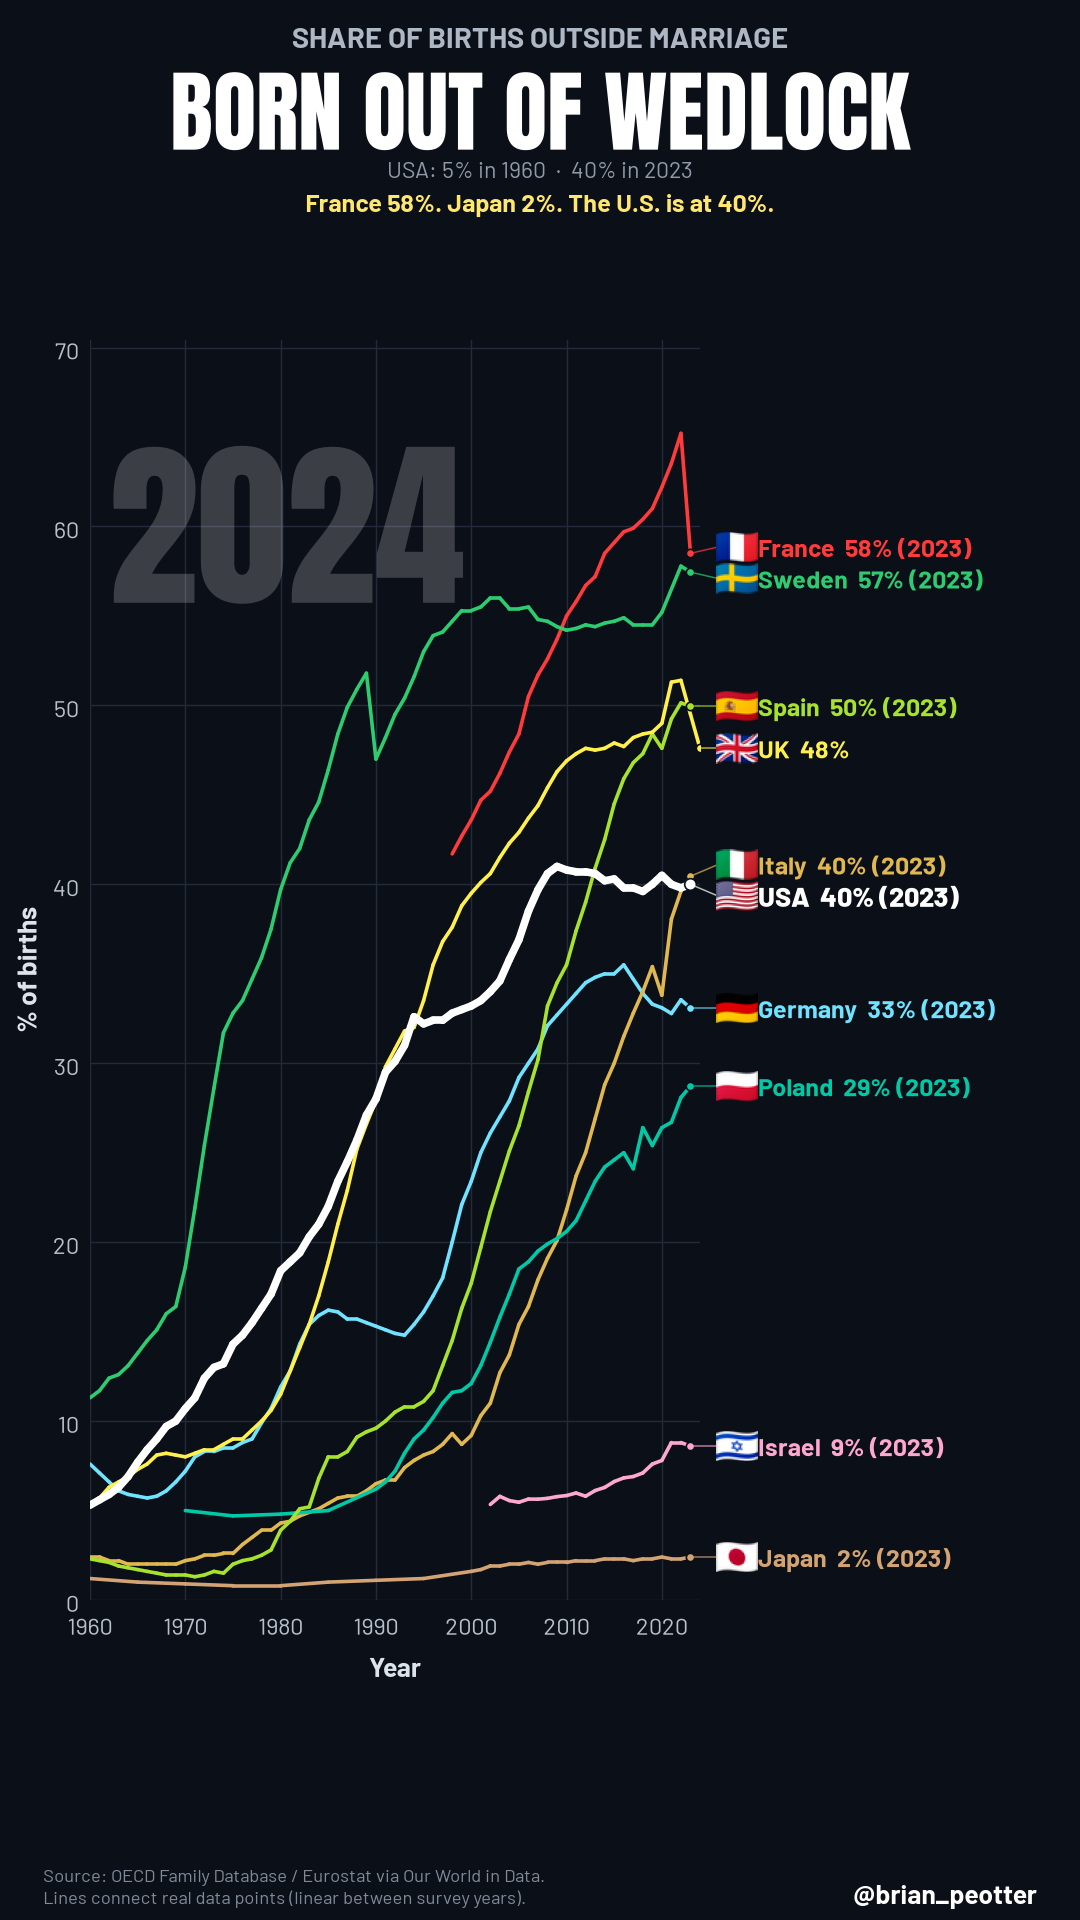 SHARE OF BIRTHS OUTSIDE MARRIAGE
BORN OUT OF WEDLOCK
USA: 5% in 1960 · 40% in 2023
France 58%. Japan 2%. The U.S. is at 40%.
70
2024
60
France 58% (2023)
Sweden 57% (2023)
50
Spain 50% (2023)
UK 48%
Italy 40% (2023)
40
USA 40% (2023)
% of births
Germany 33% (2023)
30
Poland 29% (2023)
20
10
Israel 9% (2023)
Japan 2% (2023)
0
1960 1970 1980 1990 2000 2010 2020
Year
Source: OECD Family Database / Eurostat via Our World in Data.
Lines connect real data points (linear between survey years).
@brian_peotter